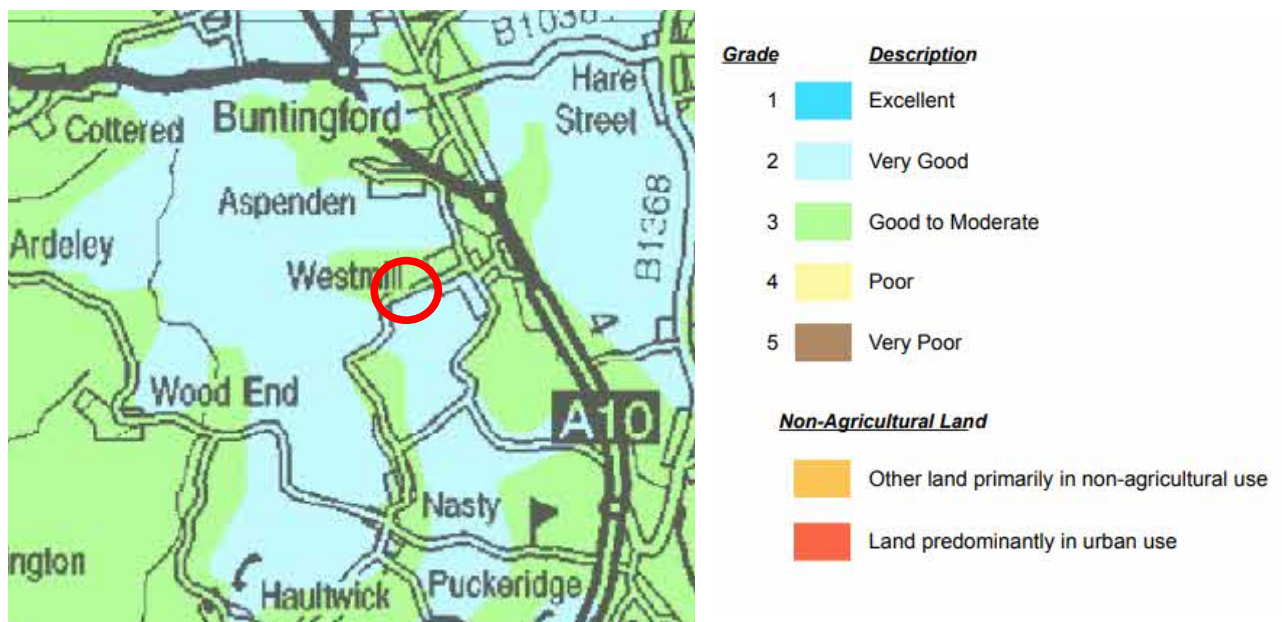 B1038
Hare
Street
Buntingford
Cottered
Aspenden
B1368
Ardeley
Westmill
Wood End
A10
Nasty
ngton
Haultwick
Puckeridge
Grade Description
1 Excellent
2 Very Good
3 Good to Moderate
4 Poor
5 Very Poor
Non-Agricultural Land
Other land primarily in non-agricultural use
Land predominantly in urban use